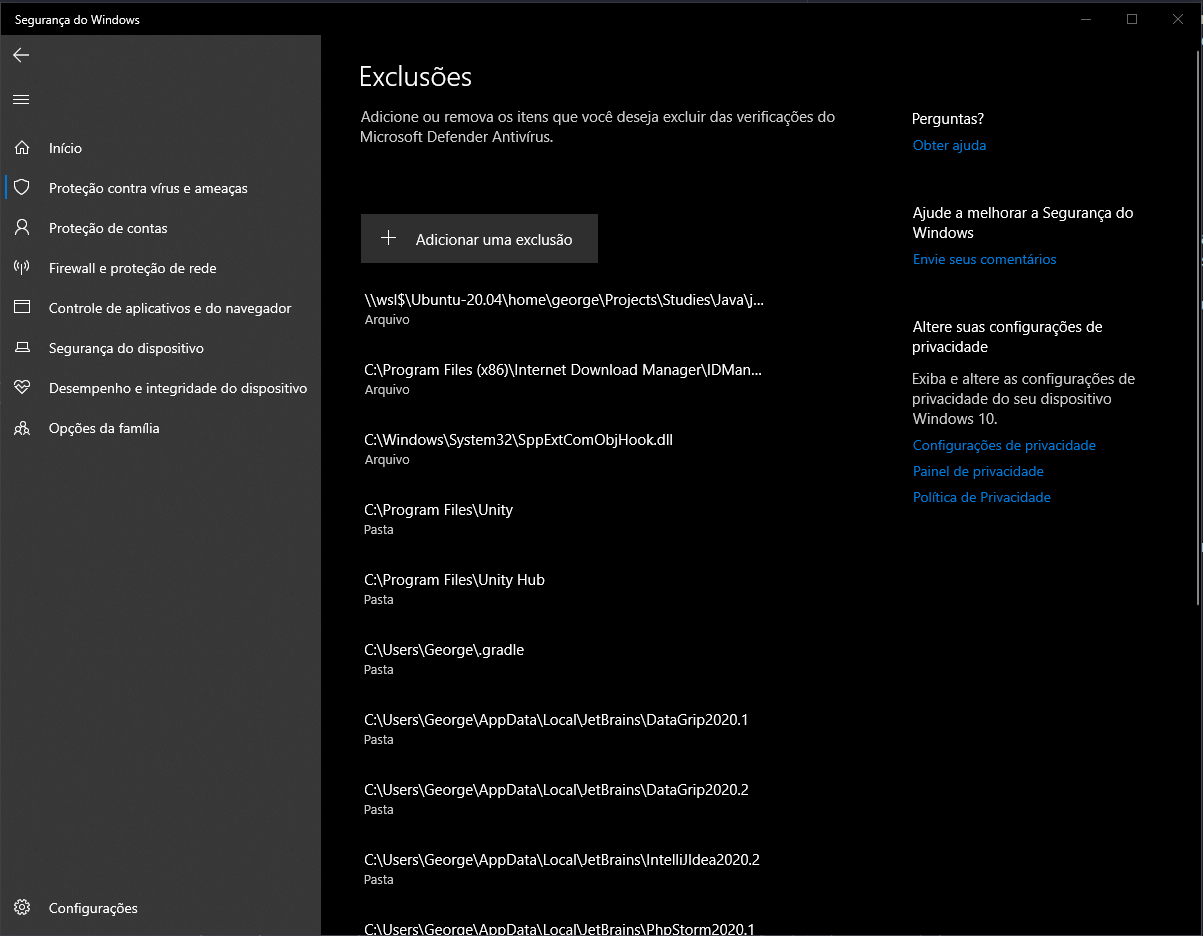 Segurança do Windows
Início
Proteção contra vírus e ameaças
Proteção de contas
Firewall e proteção de rede
Controle de aplicativos e do navegador
Segurança do dispositivo
Desempenho e integridade do dispositivo
Opções da família
Configurações
Exclusões
Adicione ou remova os itens que você deseja excluir das verificações do
Microsoft Defender Antivírus.
Adicionar uma exclusão
\\wsl$\Ubuntu-20.04\home\george\Projects\Studies\Java\j...
Arquivo
C:\Program Files (x86)\Internet Download Manager\IDMan...
Arquivo
C:\Windows\System32\SppExtComObjHook.dll
Arquivo
C:\Program Files\Unity
Pasta
C:\Program Files\Unity Hub
Pasta
C:\Users\George\.gradle
Pasta
C:\Users\George\AppData\Local\JetBrains\DataGrip2020.1
Pasta
C:\Users\George\AppData\Local\JetBrains\DataGrip2020.2
Pasta
C:\Users\George\AppData\Local\JetBrains\IntelliJIdea2020.2
Pasta
C:\Users\George\AppData\Local\JetBrains\PhpStorm2020.1
Perguntas?
Obter ajuda
Ajude a melhorar a Segurança do
Windows
Envie seus comentários
Altere suas configurações de
privacidade
Exiba e altere as configurações de
privacidade do seu dispositivo
Windows 10.
Configurações de privacidade
Painel de privacidade
Política de Privacidade